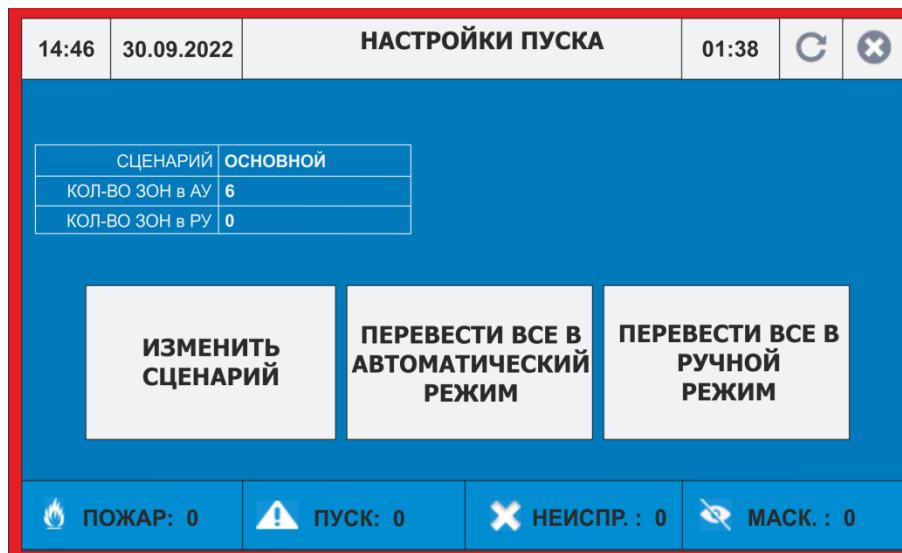 14:46 30.09.2022 НАСТРОЙКИ ПУСКА 01:38
СЦЕНАРИЙ ОСНОВНОЙ
КОЛ-ВО ЗОН в АУ 6
КОЛ-ВО ЗОН в РУ 0
ИЗМЕНИТЬ
СЦЕНАРИЙ
ПЕРЕВЕСТИ ВСЕ В
АВТОМАТИЧЕСКИЙ
РЕЖИМ
ПЕРЕВЕСТИ ВСЕ В
РУЧНОЙ
РЕЖИМ
ПОЖАР: 0 ПУСК: 0 НЕИСПР. : 0 МАСК. : 0